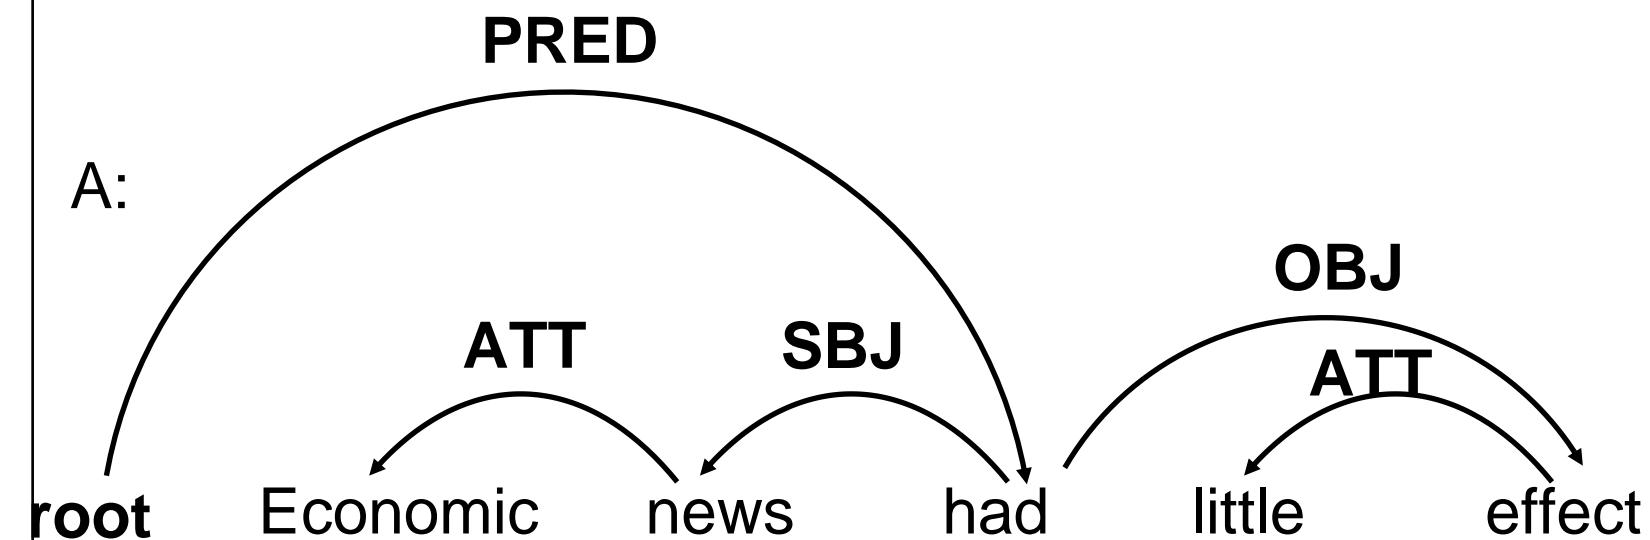 PRED
A:
OBJ
ATT SBJ
ATT
root Economic news had little effect